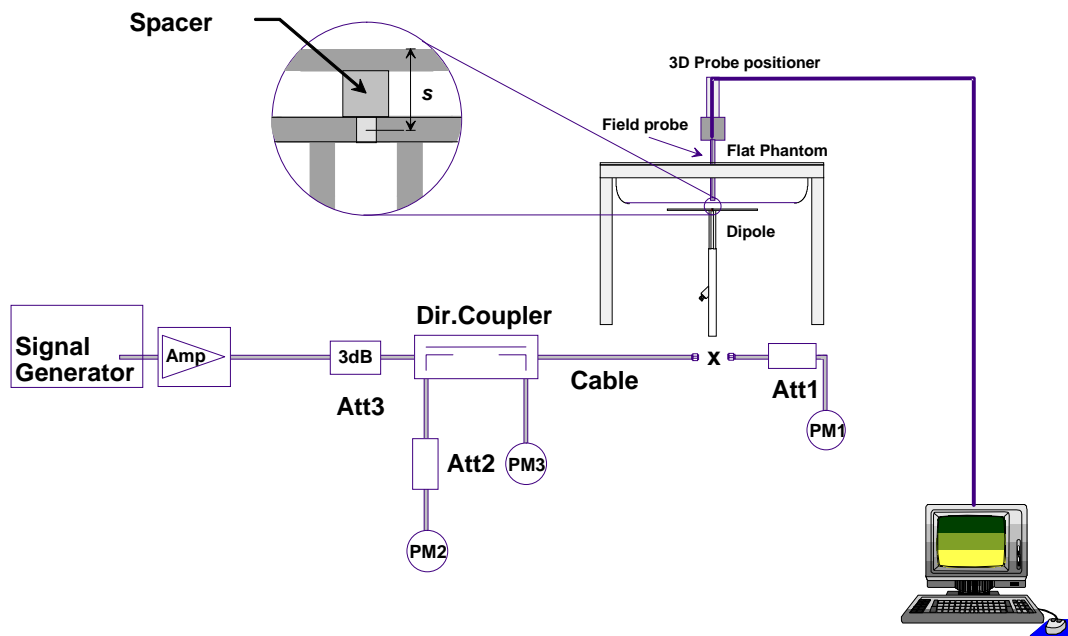 Spacer
s
3D Probe positioner
Field probe
Flat Phantom
Dipole
Dir.Coupler
Signal
Generator
Amp
3dB
Att3
Cable
x
Att1
PM1
Att2
PM3
PM2